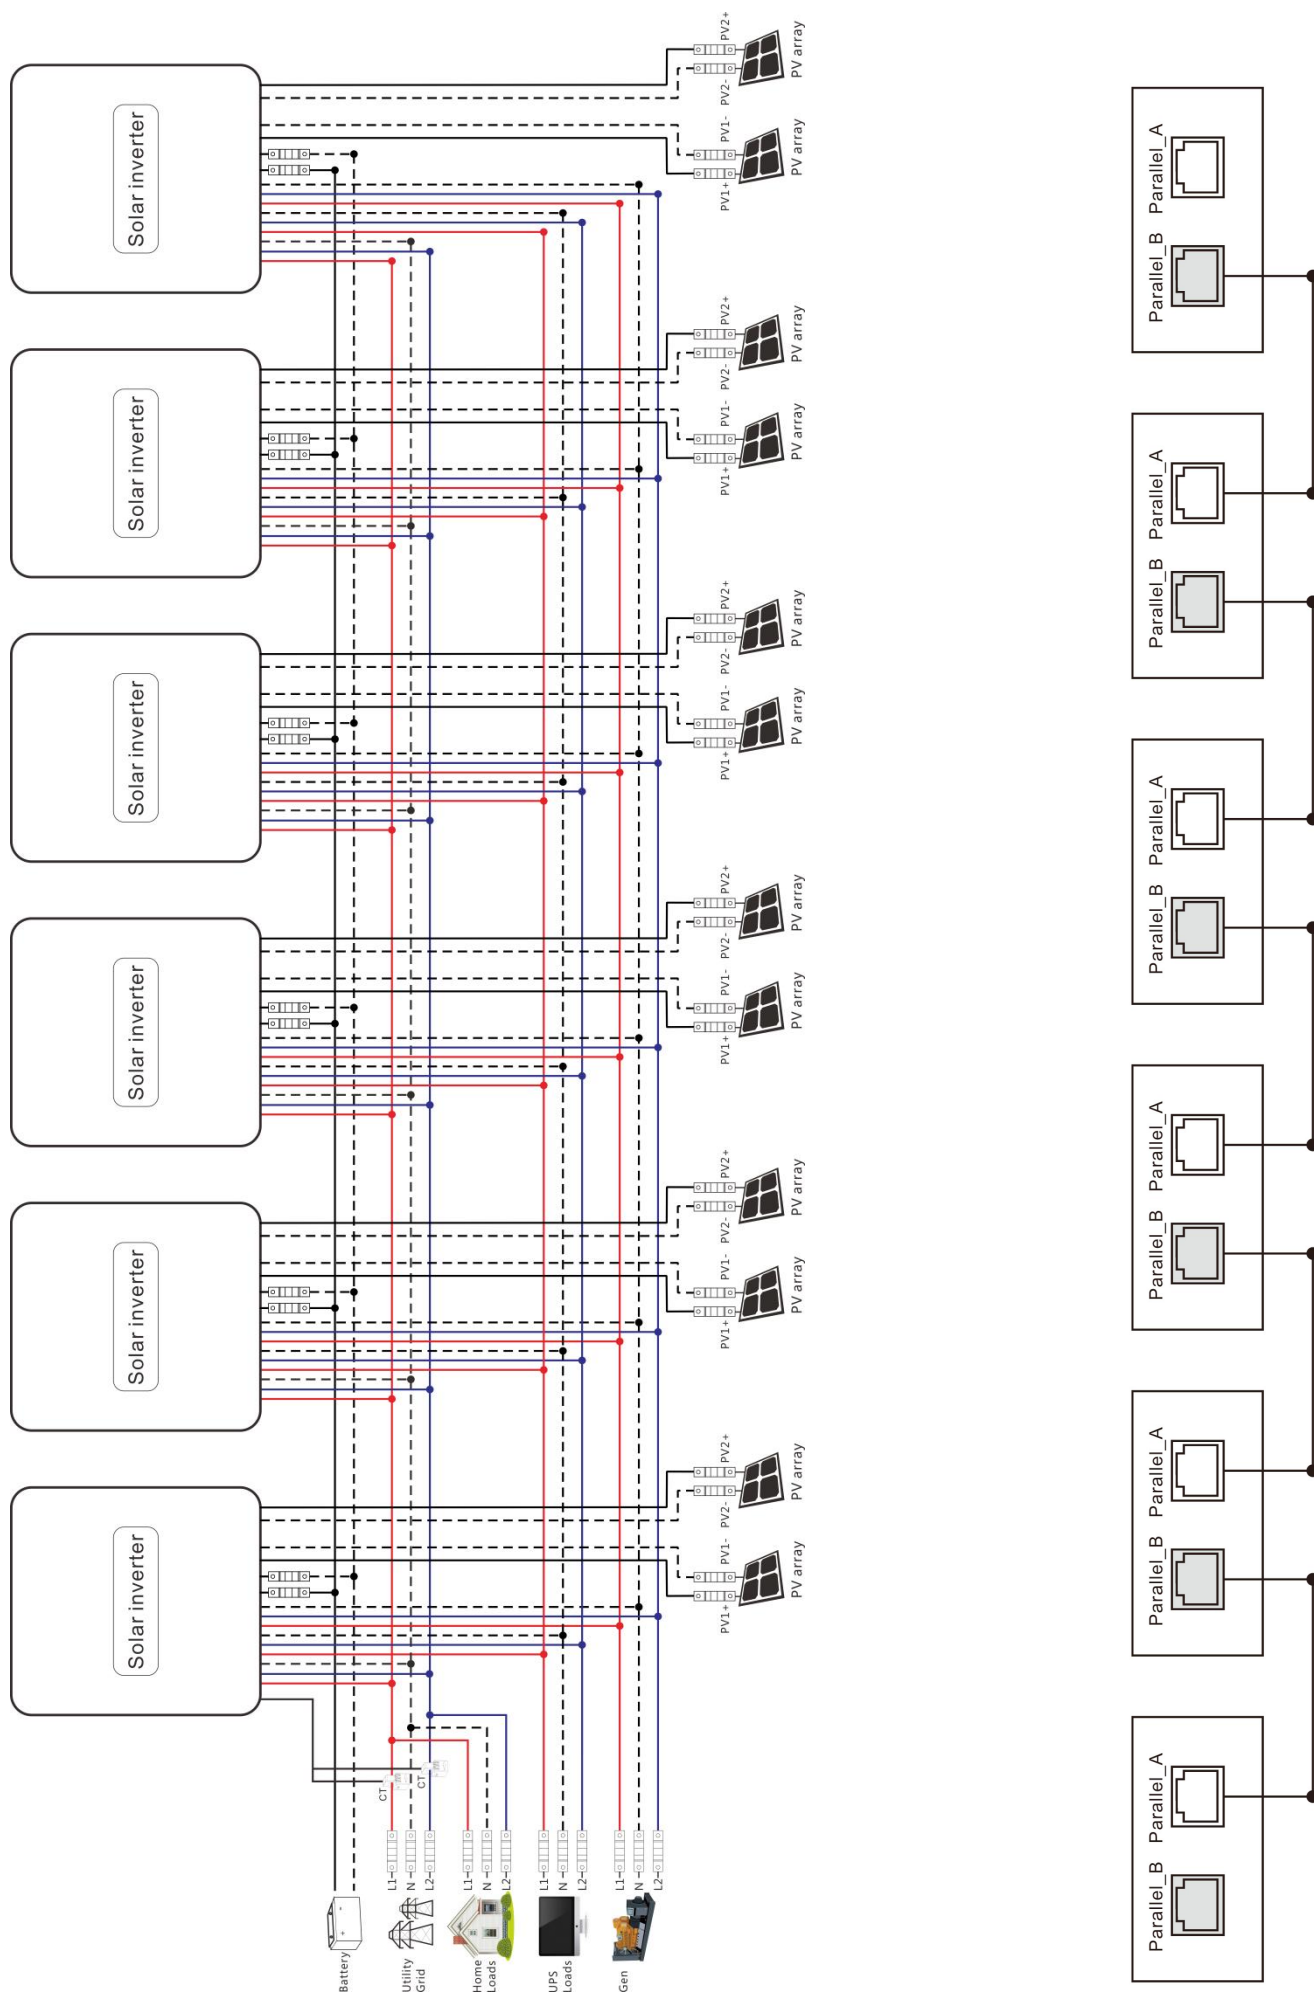 Solar inverter
Solar inverter
Solar inverter
Solar inverter
Solar inverter
Solar inverter
Battery
CT
CT
Utility
Grid
L1
N
L2
Home
Loads
L1
N
L2
UPS
Loads
L1
N
L2
Gen
L1
N
L2
PV1+
PV1-
PV2-
PV2+
PV array
PV array
PV1+
PV1-
PV2-
PV2+
PV array
PV array
PV1+
PV1-
PV2-
PV2+
PV array
PV array
PV1+
PV1-
PV2-
PV2+
PV array
PV array
PV1+
PV1-
PV2-
PV2+
PV array
PV array
PV1+
PV1-
PV2-
PV2+
PV array
PV array
Parallel_B
Parallel_A
Parallel_B
Parallel_A
Parallel_B
Parallel_A
Parallel_B
Parallel_A
Parallel_B
Parallel_A
Parallel_B
Parallel_A